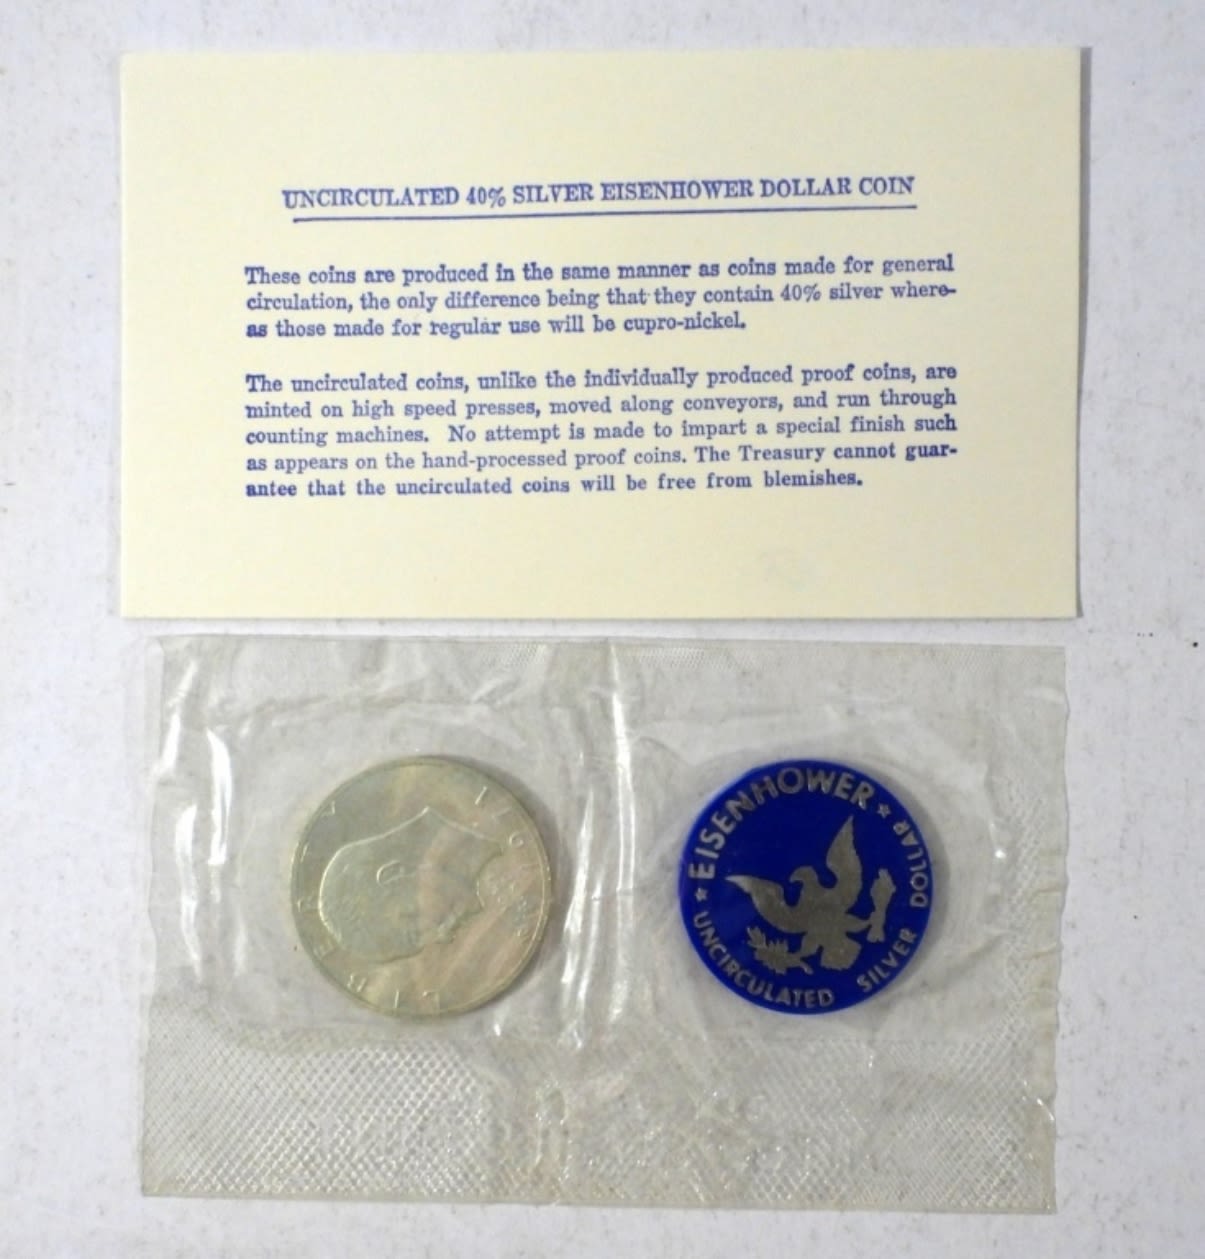 UNCIRCULATED 40% SILVER EISENHOWER DOLLAR COIN
These coins are produced in the same manner as coins made for general
circulation, the only difference being that they contain 40% silver where-
as those made for regular use will be cupro-nickel.
The uncirculated coins, unlike the individually produced proof coins, are
minted on high speed presses, moved along conveyors, and run through
counting machines. No attempt is made to impart a special finish such
as appears on the hand-processed proof coins. The Treasury cannot guar-
antee that the uncirculated coins will be free from blemishes.
LIBERTY
★ EISENHOWER ★
UNCIRCULATED SILVER DOLLAR